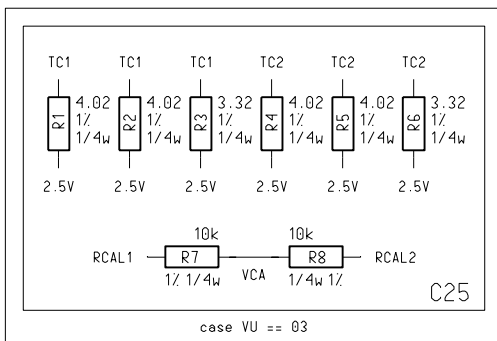 TC1 TC1 TC1 TC2 TC2 TC2
R1 4.02 1% 1/4w
R2 4.02 1% 1/4w
R3 3.32 1% 1/4w
R4 4.02 1% 1/4w
R5 4.02 1% 1/4w
R6 3.32 1% 1/4w
2.5V 2.5V 2.5V 2.5V 2.5V 2.5V
10k 10k
RCAL1 R7 R8 RCAL2
1% 1/4w VCA 1/4w 1%
C25
case VU == 03